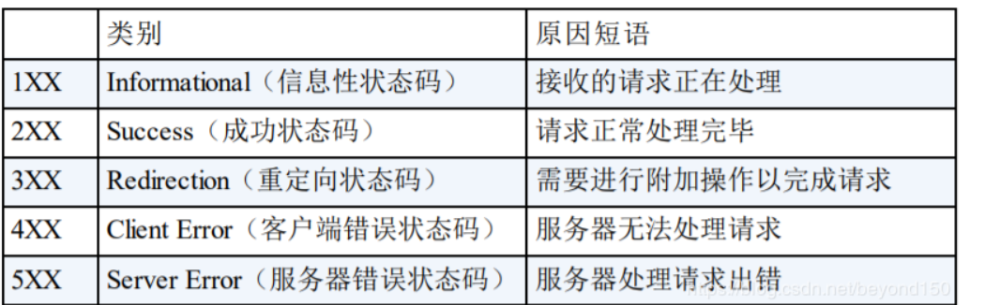 类别 原因短语
1XX Informational（信息性状态码） 接收的请求正在处理
2XX Success（成功状态码） 请求正常处理完毕
3XX Redirection（重定向状态码） 需要进行附加操作以完成请求
4XX Client Error（客户端错误状态码） 服务器无法处理请求
5XX Server Error（服务器错误状态码） 服务器处理请求出错
https://blog.csdn.net/beyond150